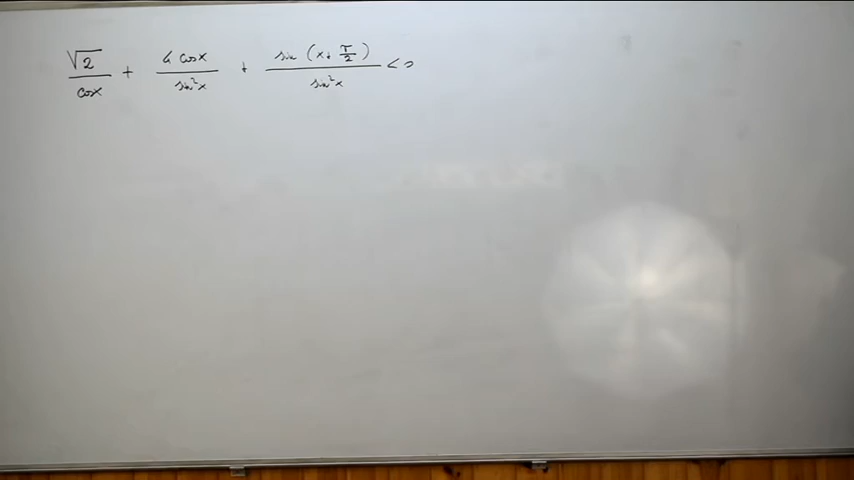 √2/cosx + 4 cosx/sin²x + sin (x + π/2)/sin²x < 0